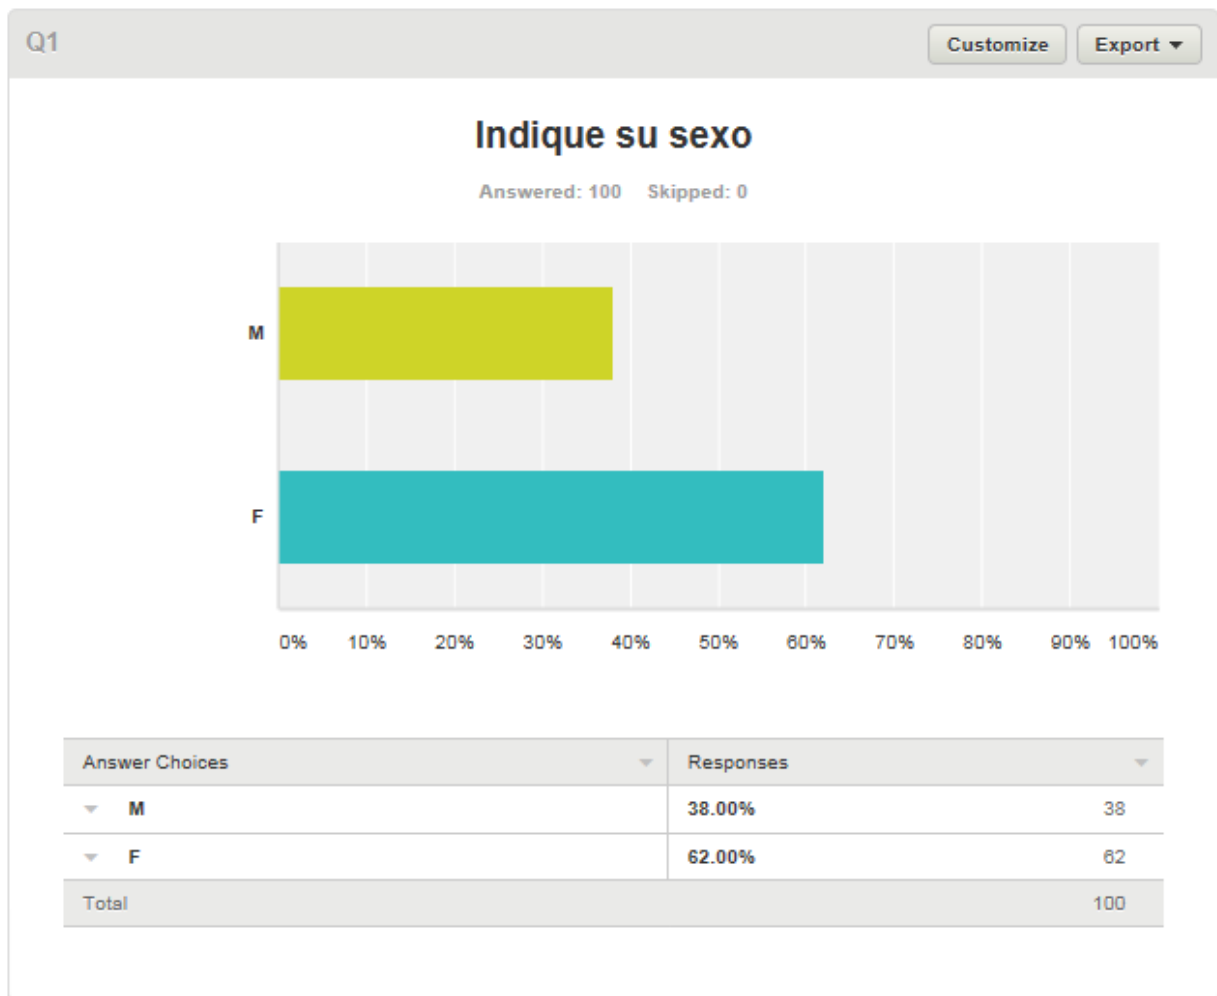 Q1 Customize Export
Indique su sexo
Answered: 100 Skipped: 0
M
F
0% 10% 20% 30% 40% 50% 60% 70% 80% 90% 100%
Answer Choices Responses
M 38.00% 38
F 62.00% 62
Total 100